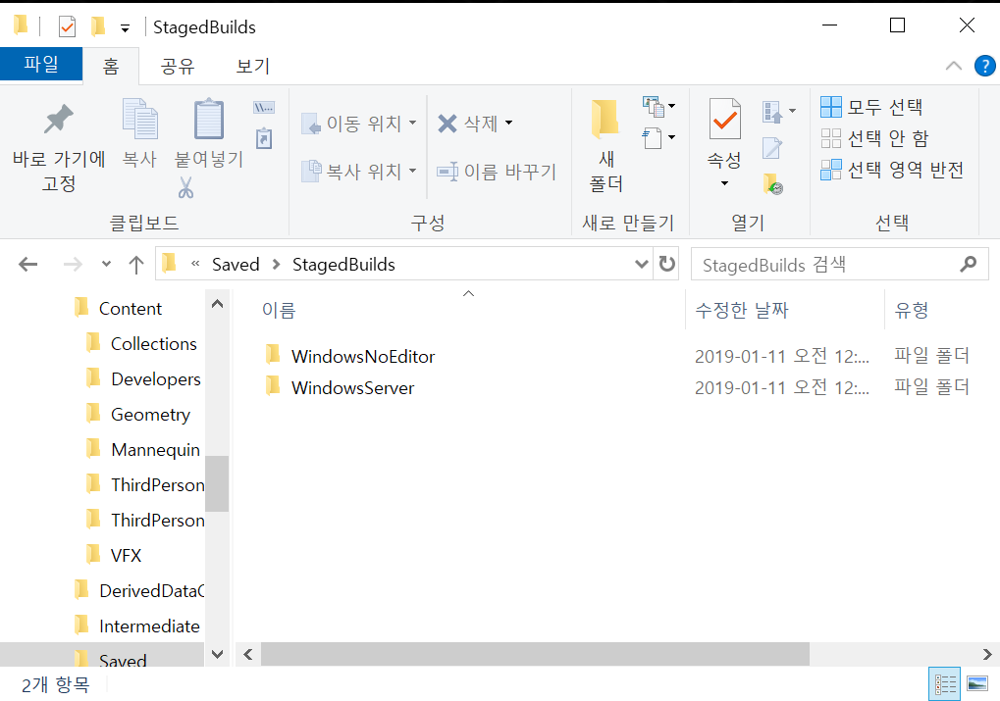 StagedBuilds
파일 홈 공유 보기
바로 가기에 고정
복사
붙여넣기
클립보드
이동 위치
복사 위치
삭제
이름 바꾸기
구성
새 폴더
새로 만들기
속성
열기
모두 선택
선택 안 함
선택 영역 반전
선택
« Saved > StagedBuilds
StagedBuilds 검색
Content
Collections
Developers
Geometry
Mannequin
ThirdPerson
ThirdPerson
VFX
DerivedDataC
Intermediate
Saved
이름 수정한 날짜 유형
WindowsNoEditor 2019-01-11 오전 12:... 파일 폴더
WindowsServer 2019-01-11 오전 12:... 파일 폴더
2개 항목